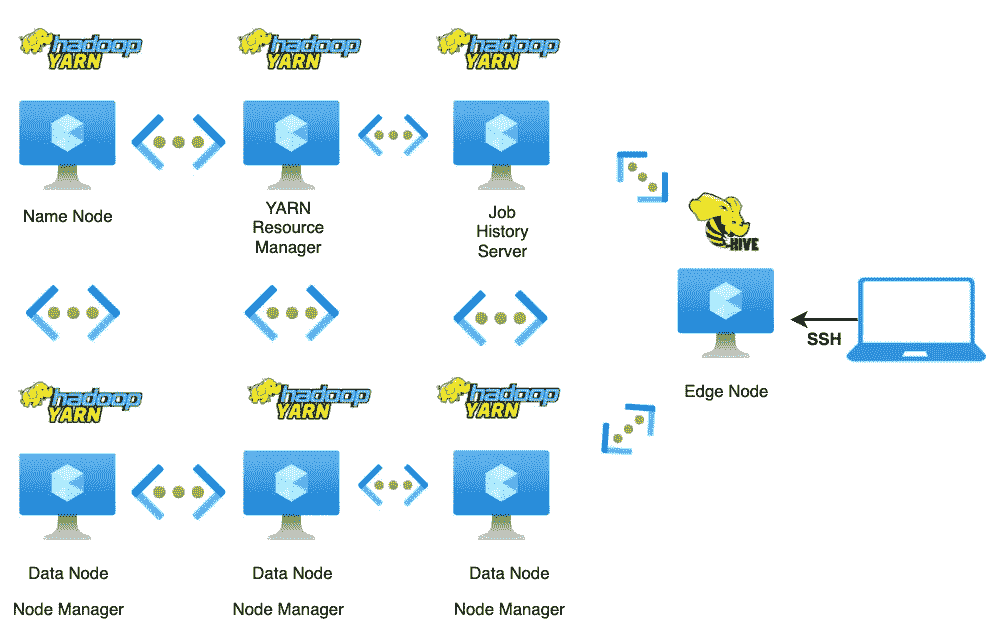 hadoop
YARN
hadoop
YARN
hadoop
YARN
Name Node
YARN
Resource
Manager
Job
History
Server
HIVE
SSH
Edge Node
hadoop
YARN
hadoop
YARN
hadoop
YARN
Data Node
Data Node
Data Node
Node Manager
Node Manager
Node Manager